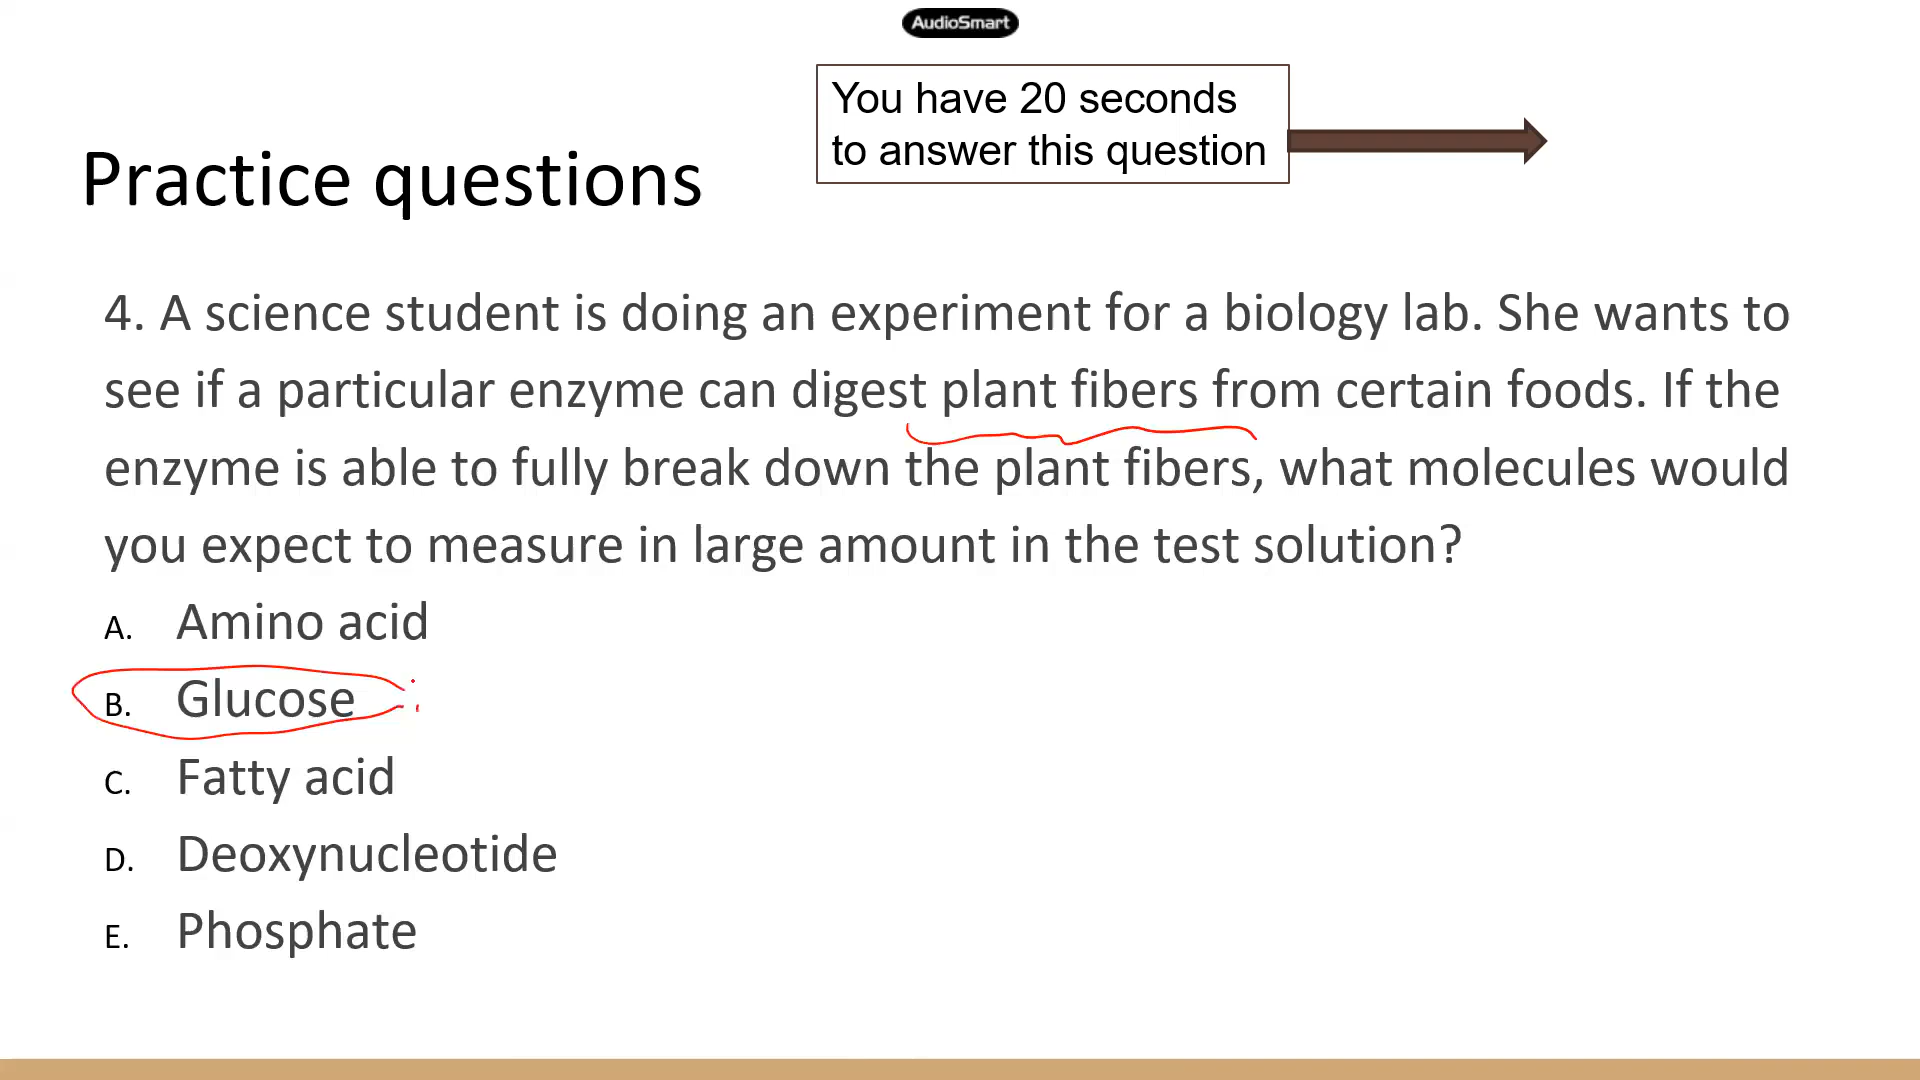 AudioSmart
You have 20 seconds
to answer this question
Practice questions
4. A science student is doing an experiment for a biology lab. She wants to
see if a particular enzyme can digest plant fibers from certain foods. If the
enzyme is able to fully break down the plant fibers, what molecules would
you expect to measure in large amount in the test solution?
A. Amino acid
B. Glucose
C. Fatty acid
D. Deoxynucleotide
E. Phosphate